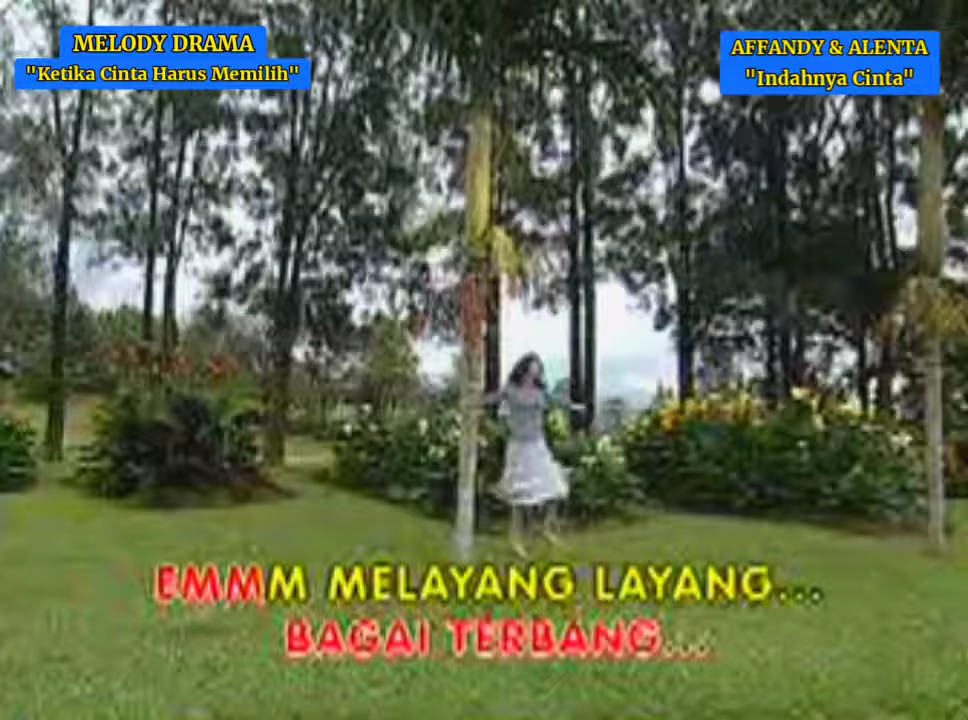 MELODY DRAMA
"Ketika Cinta Harus Memilih"
AFFANDY & ALENTA
"Indahnya Cinta"
EMMM MELAYANG LAYANG...
BAGAI TERBANG...